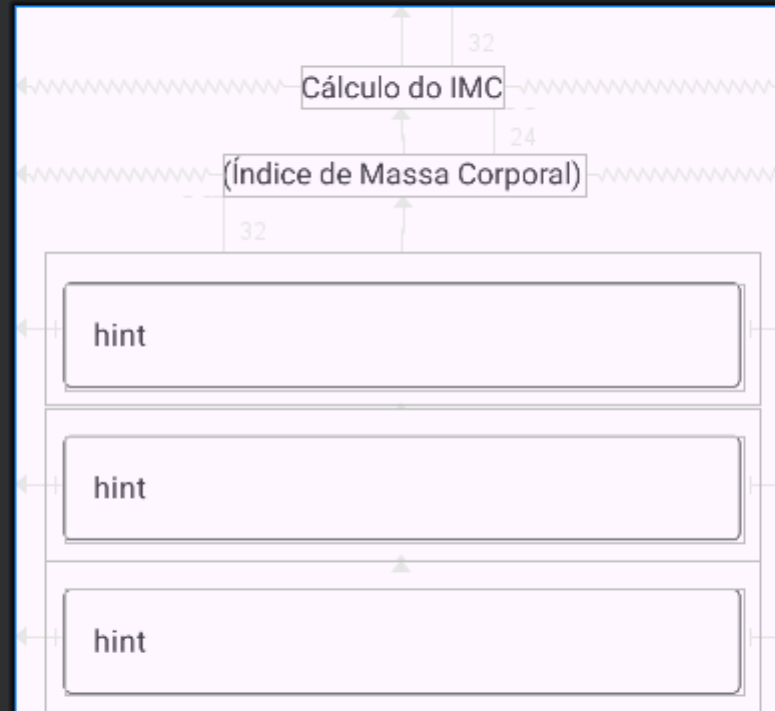 32
Cálculo do IMC
24
(Índice de Massa Corporal)
32
hint
hint
hint